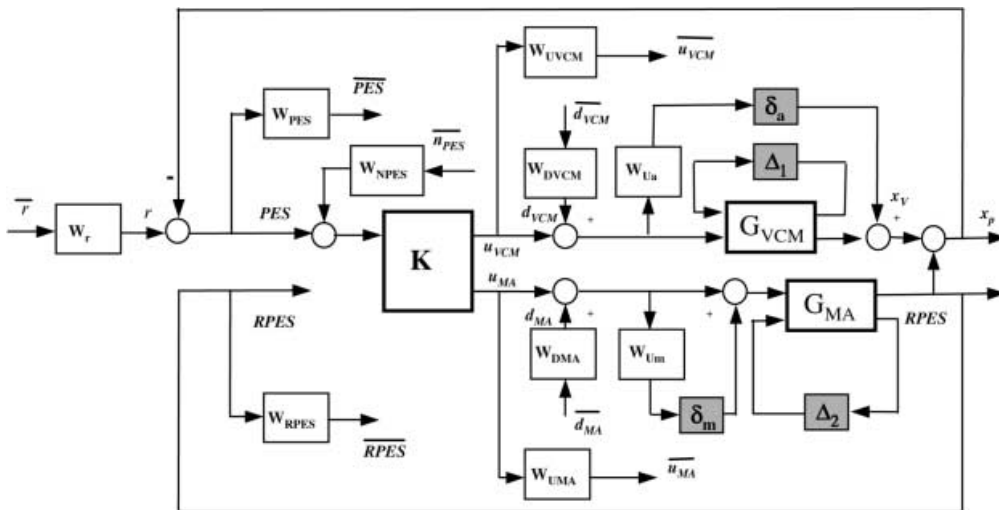 W_UVCM
u_VCM
PES
d_VCM
δ_a
W_PES
n_PES
Δ_1
W_NPES
W_DVCM
W_Ua
-
r
r
PES
d_VCM
+
x_V
+
x_p
W_r
u_VCM
G_VCM
K
u_MA
G_MA
RPES
d_MA
+
+
RPES
W_DMA
W_Um
W_RPES
δ_m
Δ_2
RPES
d_MA
W_UMA
u_MA